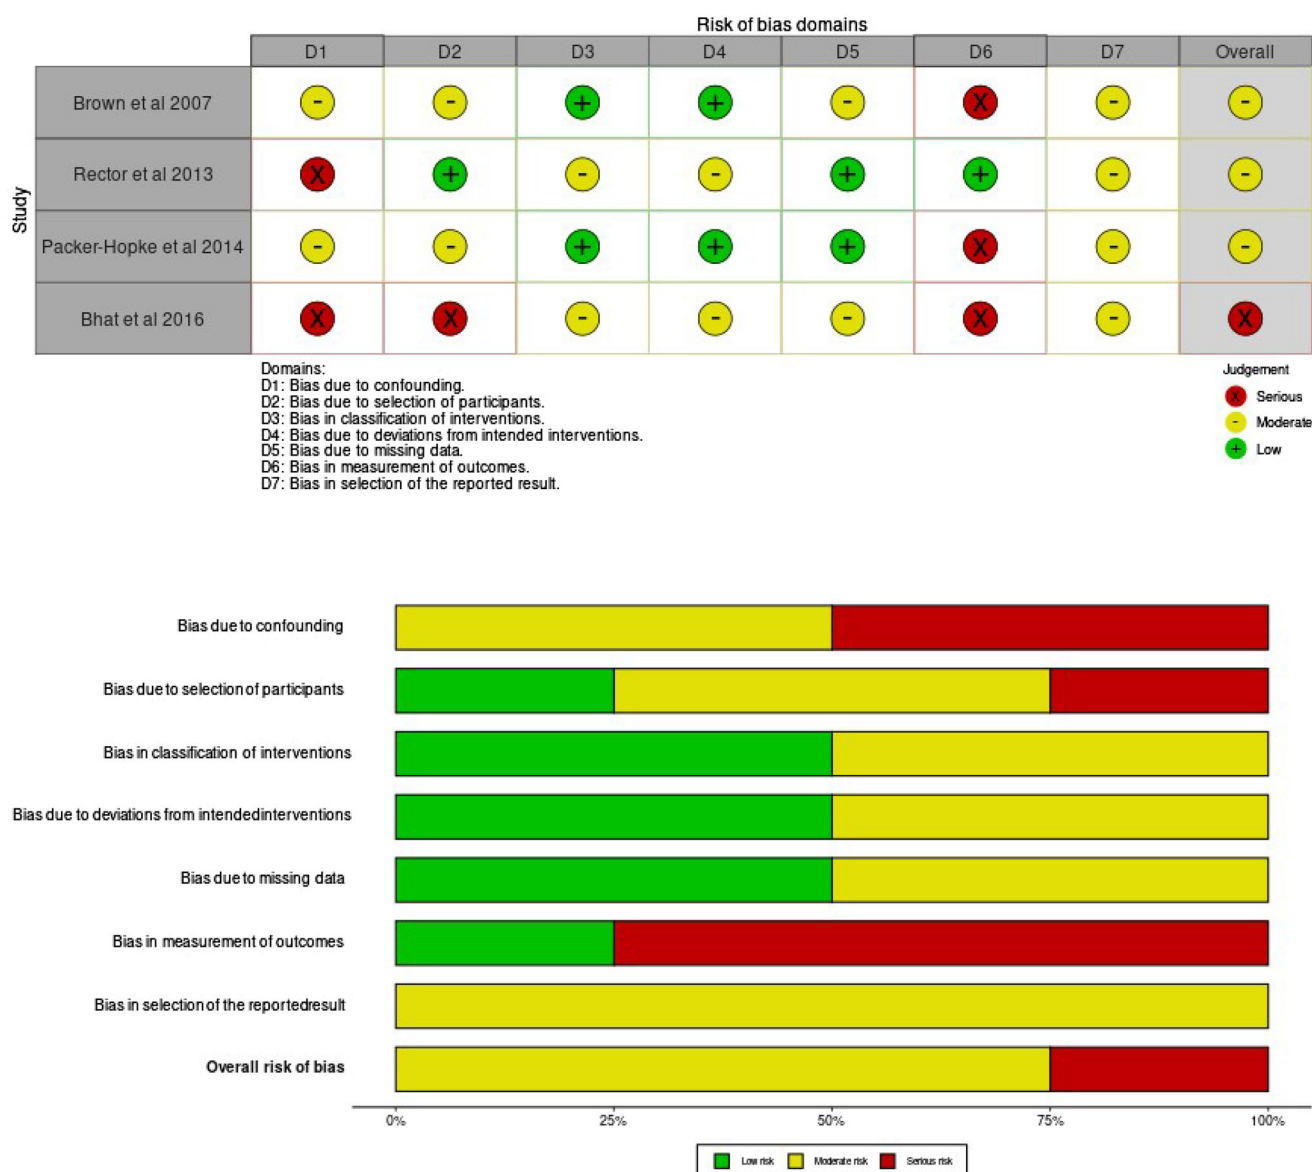 Risk of bias domains
D1 D2 D3 D4 D5 D6 D7 Overall
Study
Brown et al 2007 - - + + - X - -
Rector et al 2013 X + - - + + - -
Packer-Hopke et al 2014 - - + + + X - -
Bhat et al 2016 X X - - - X - X
Domains:
D1: Bias due to confounding.
D2: Bias due to selection of participants.
D3: Bias in classification of interventions.
D4: Bias due to deviations from intended interventions.
D5: Bias due to missing data.
D6: Bias in measurement of outcomes.
D7: Bias in selection of the reported result.
Judgement
X Serious
- Moderate
+ Low
Bias due to confounding
Bias due to selection of participants
Bias in classification of interventions
Bias due to deviations from intendedinterventions
Bias due to missing data
Bias in measurement of outcomes
Bias in selection of the reportedresult
Overall risk of bias
0% 25% 50% 75% 100%
Low risk Moderate risk Serious risk